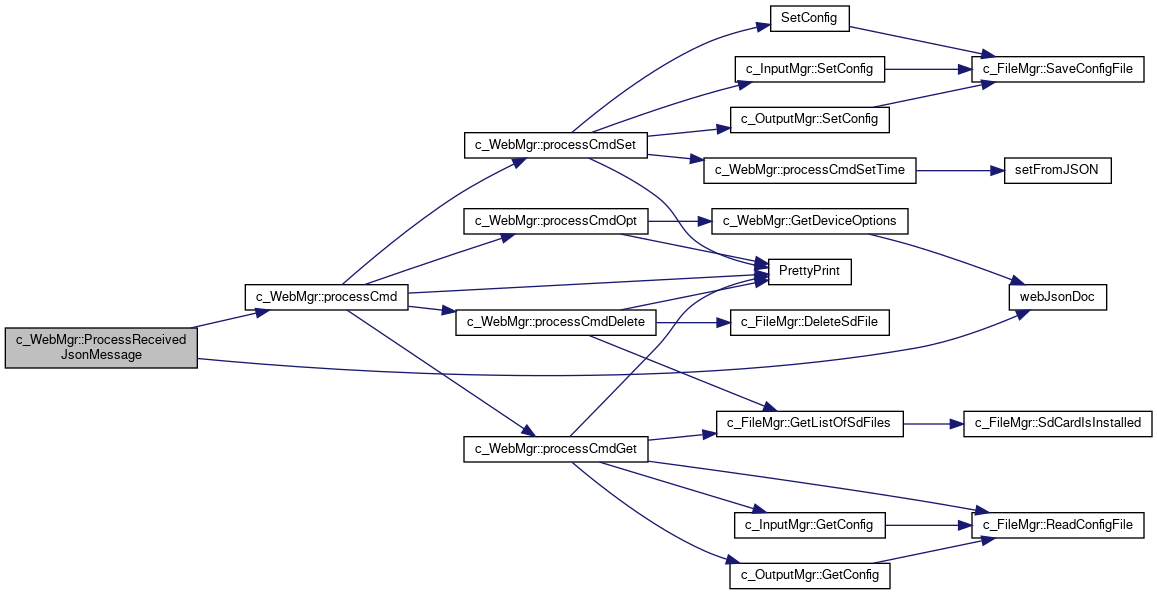 SetConfig
c_InputMgr::SetConfig
c_FileMgr::SaveConfigFile
c_OutputMgr::SetConfig
c_WebMgr::processCmdSet
c_WebMgr::processCmdSetTime
setFromJSON
c_WebMgr::processCmdOpt
c_WebMgr::GetDeviceOptions
PrettyPrint
c_WebMgr::processCmd
webJsonDoc
c_WebMgr::processCmdDelete
c_FileMgr::DeleteSdFile
c_WebMgr::ProcessReceived
JsonMessage
c_FileMgr::GetListOfSdFiles
c_FileMgr::SdCardIsInstalled
c_WebMgr::processCmdGet
c_InputMgr::GetConfig
c_FileMgr::ReadConfigFile
c_OutputMgr::GetConfig